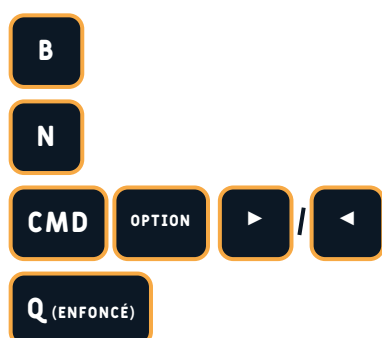 B
N
CMD OPTION ► / ◄
Q (ENFONCÉ)